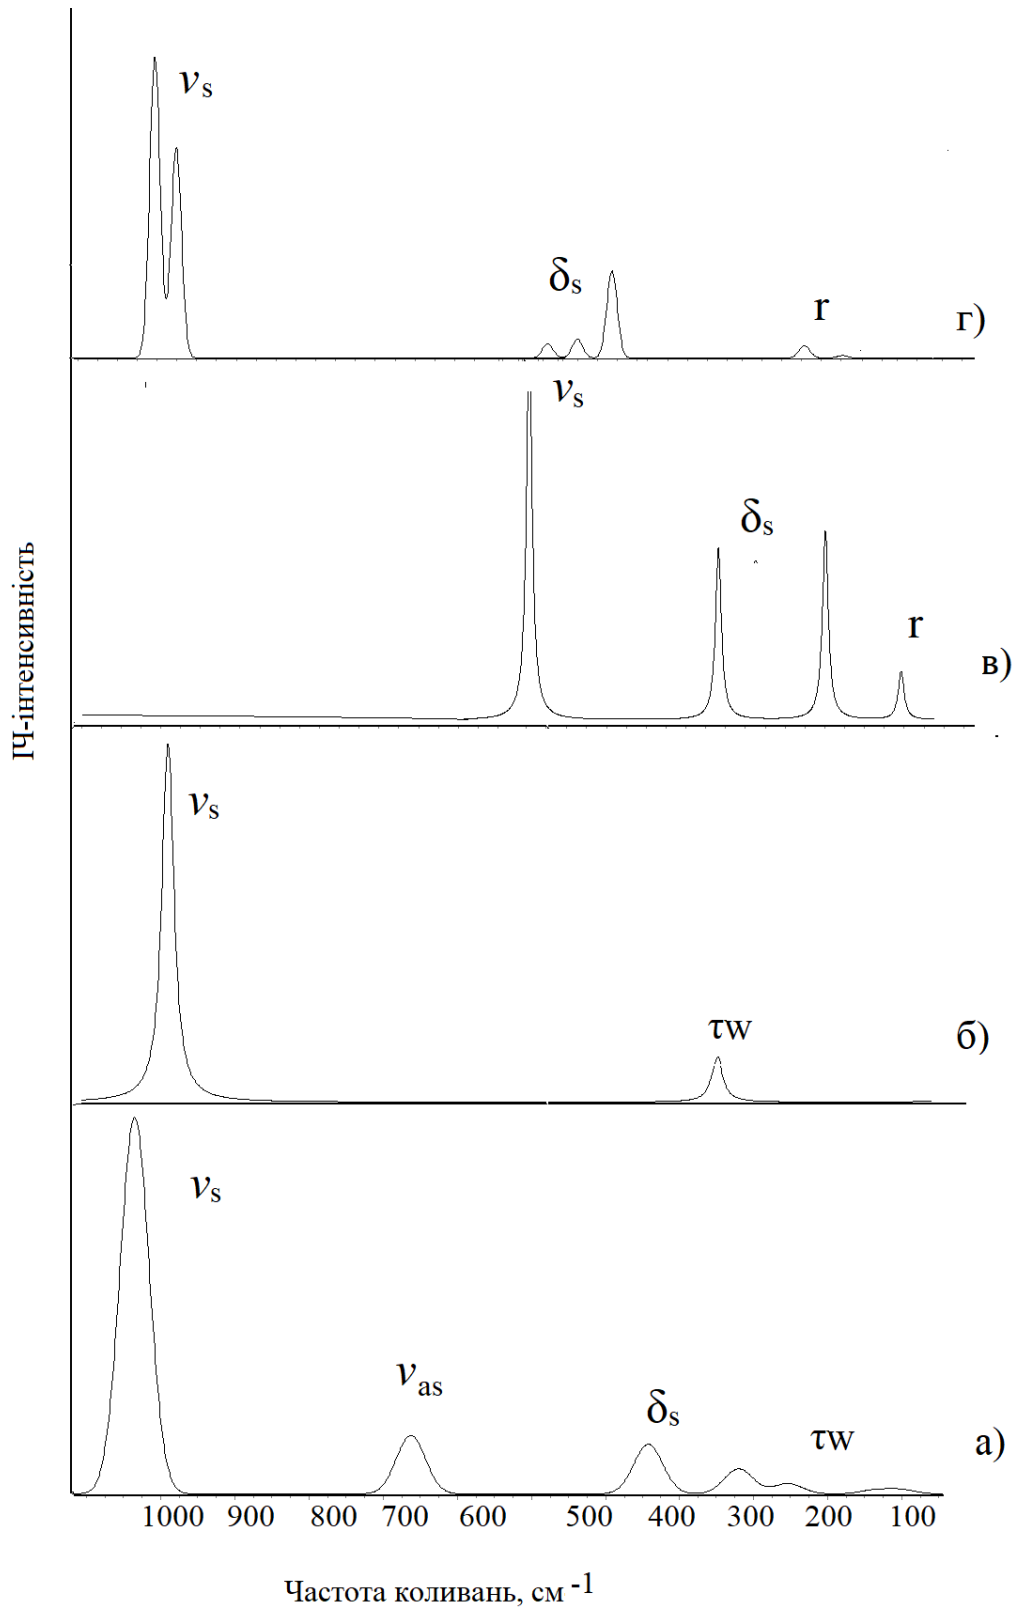 νs
δs
r
г)
νs
δs
r
в)
ІЧ-інтенсивність
νs
τw
б)
νs
νas
δs
τw
а)
1000 900 800 700 600 500 400 300 200 100
Частота коливань, см -1